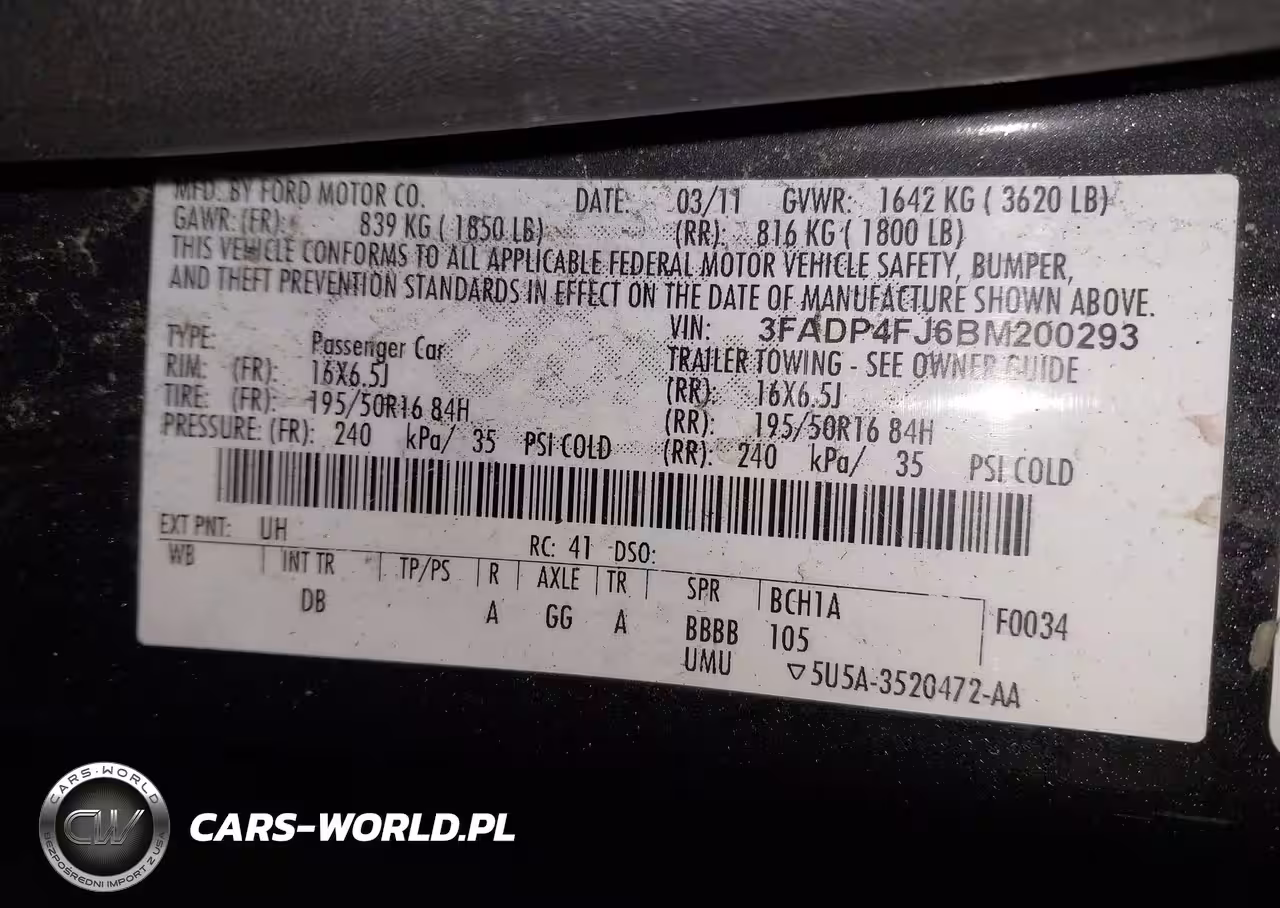 MFD. BY FORD MOTOR CO. DATE: 03/11 GVWR: 1642 KG ( 3620 LB)
GAWR: (FR): 839 KG ( 1850 LB) (RR): 816 KG ( 1800 LB)
THIS VEHICLE CONFORMS TO ALL APPLICABLE FEDERAL MOTOR VEHICLE SAFETY, BUMPER,
AND THEFT PREVENTION STANDARDS IN EFFECT ON THE DATE OF MANUFACTURE SHOWN ABOVE.
VIN: 3FADP4FJ6BM200293
TYPE: Passenger Car TRAILER TOWING - SEE OWNER GUIDE
RIM: (FR): 16X6.5J (RR): 16X6.5J
TIRE: (FR): 195/50R16 84H (RR): 195/50R16 84H
PRESSURE: (FR): 240 kPa/ 35 PSI COLD (RR): 240 kPa/ 35 PSI COLD
EXT PNT: UH RC: 41 DSO:
WB INT TR TP/PS R AXLE TR SPR BCH1A F0034
DB A GG A BBBB 105
UMU ▽5U5A-3520472-AA
CARS-WORLD
CW
BEZPOŚREDNI IMPORT Z USA
CARS-WORLD.PL